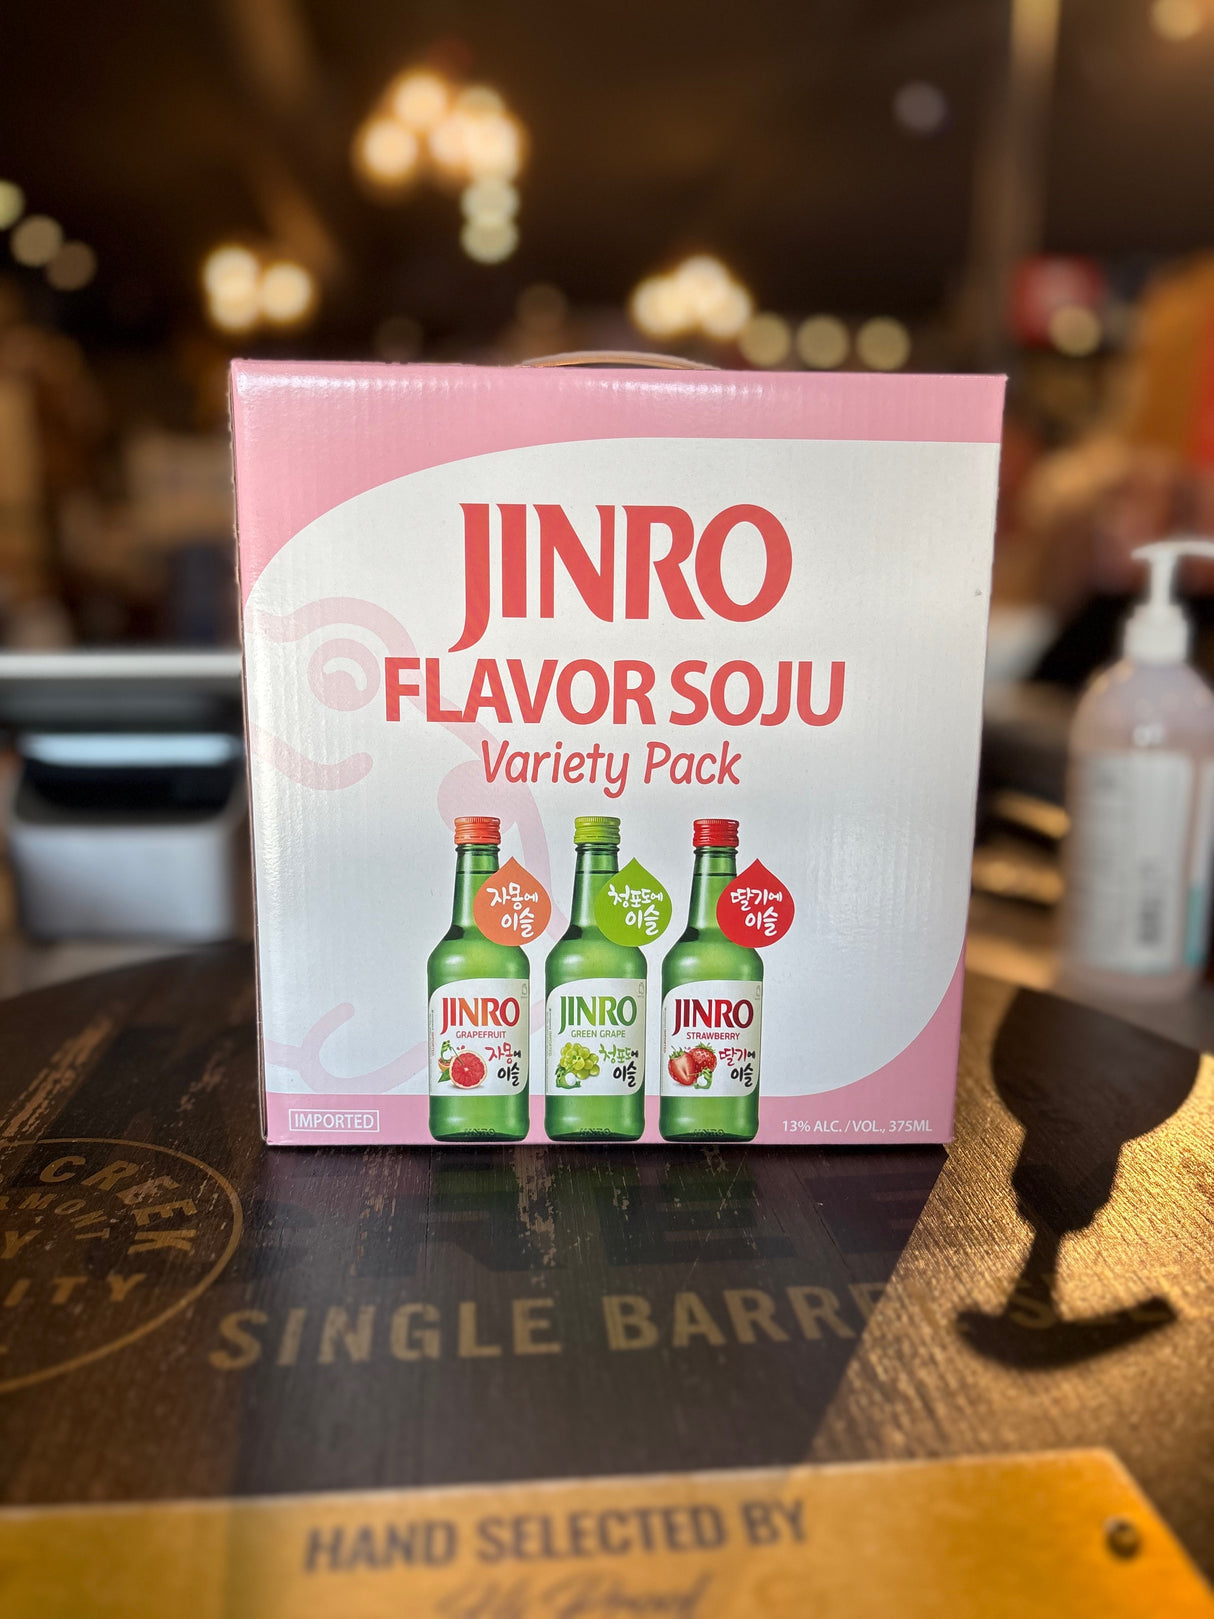 JINRO
FLAVOR SOJU
Variety Pack
자몽에
이슬
청포도에
이슬
딸기에
이슬
JINRO
GRAPEFRUIT
자몽에
이슬
JINRO
GREEN GRAPE
청포도에
이슬
JINRO
STRAWBERRY
딸기에
이슬
IMPORTED
13% ALC. / VOL., 375ML
CREEK
SINGLE BARREL
HAND SELECTED BY